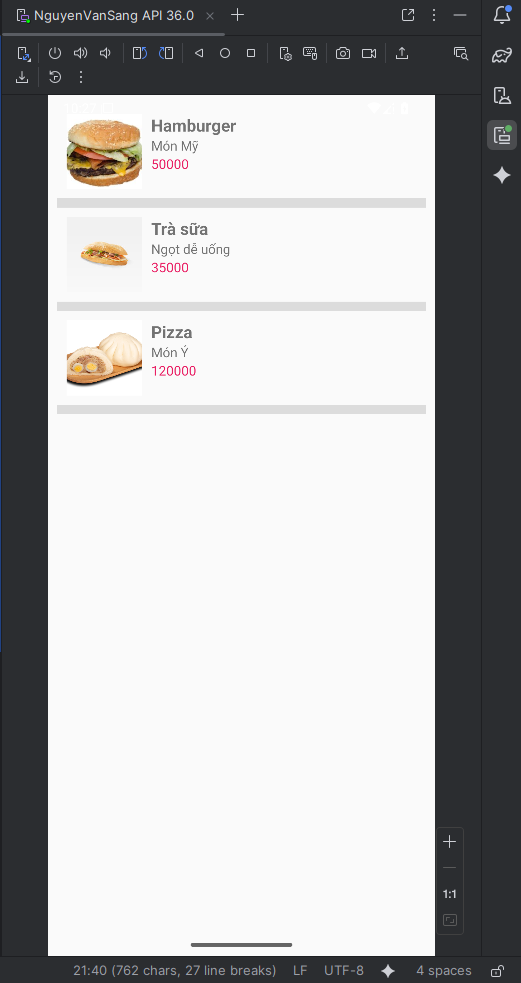 NguyenVanSang API 36.0
Hamburger
Món Mỹ
50000
Trà sữa
Ngọt dễ uống
35000
Pizza
Món Ý
120000
1:1
21:40 (762 chars, 27 line breaks) LF UTF-8 4 spaces